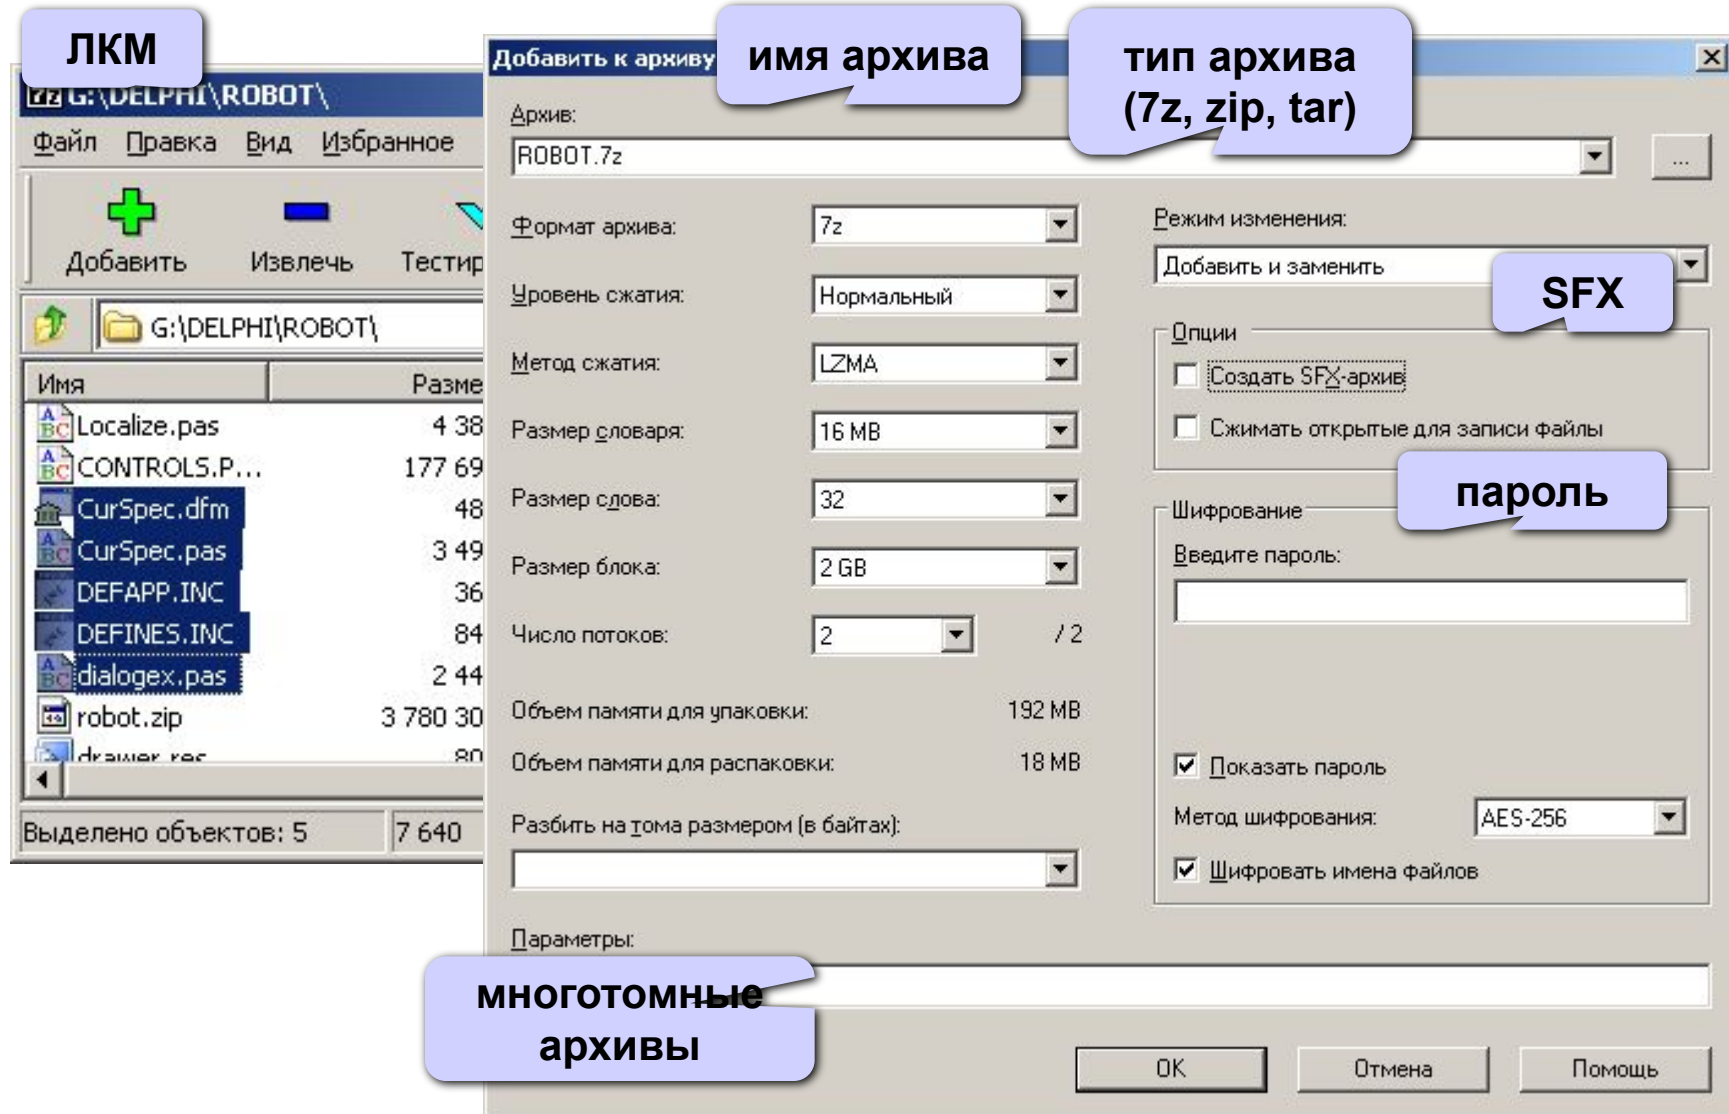 ЛКМ
G:\DELPHI\ROBOT\
Файл Правка Вид Избранное
Добавить Извлечь Тестир
G:\DELPHI\ROBOT\
Имя Разме
Localize.pas 4 38
CONTROLS.P... 177 69
CurSpec.dfm 48
CurSpec.pas 3 49
DEFAPP.INC 36
DEFINES.INC 84
dialogex.pas 2 44
robot.zip 3 780 30
drawer.res 80
Выделено объектов: 5 7 640
Добавить к архиву
имя архива
тип архива
(7z, zip, tar)
Архив:
ROBOT.7z
...
Формат архива: 7z
Уровень сжатия: Нормальный
Метод сжатия: LZMA
Размер словаря: 16 MB
Размер слова: 32
Размер блока: 2 GB
Число потоков: 2 / 2
Объем памяти для упаковки: 192 MB
Объем памяти для распаковки: 18 MB
Разбить на тома размером (в байтах):
Режим изменения:
Добавить и заменить
SFX
Опции
Создать SFX-архив
Сжимать открытые для записи файлы
пароль
Шифрование
Введите пароль:
Показать пароль
Метод шифрования: AES-256
Шифровать имена файлов
Параметры:
многотомные
архивы
OK Отмена Помощь